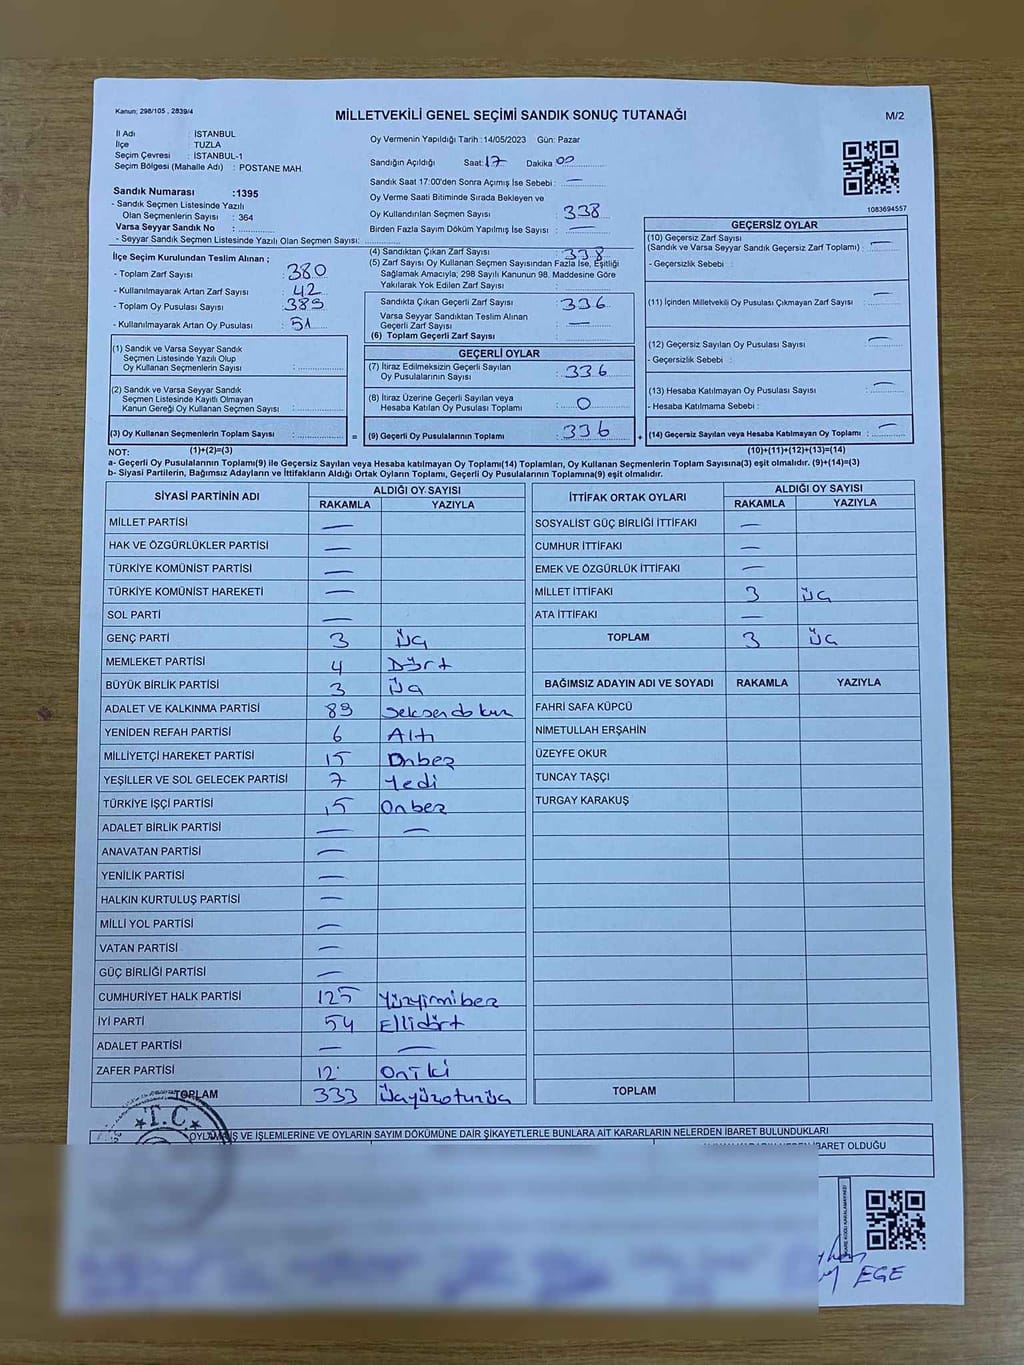 Kanun: 298/105 , 2839/4
MİLLETVEKİLİ GENEL SEÇİMİ SANDIK SONUÇ TUTANAĞI
M/2
İl Adı : İSTANBUL
İlçe : TUZLA
Seçim Çevresi : İSTANBUL-1
Seçim Bölgesi (Mahalle Adı) : POSTANE MAH.
Sandık Numarası :1395
- Sandık Seçmen Listesinde Yazılı
Olan Seçmenlerin Sayısı : 364
Varsa Seyyar Sandık No :
- Seyyar Sandık Seçmen Listesinde Yazılı Olan Seçmen Sayısı:
Oy Vermenin Yapıldığı Tarih : 14/05/2023 Gün: Pazar
Sandığın Açıldığı Saat: 17 Dakika : 00
Sandık Saat 17:00'den Sonra Açımış İse Sebebi : —
Oy Verme Saati Bitiminde Sırada Bekleyen ve
Oy Kullandırılan Seçmen Sayısı : 338
Birden Fazla Sayım Döküm Yapılmış İse Sayısı : —
1083694557
İlçe Seçim Kurulundan Teslim Alınan ;
- Toplam Zarf Sayısı : 380
- Kullanılmayarak Artan Zarf Sayısı : 42
- Toplam Oy Pusulası Sayısı : 389
- Kullanılmayarak Artan Oy Pusulası : 51
(4) Sandıktan Çıkan Zarf Sayısı : 338
(5) Zarf Sayısı Oy Kullanan Seçmen Sayısından Fazla İse, Eşitliği
Sağlamak Amacıyla; 298 Sayılı Kanunun 98. Maddesine Göre
Yakılarak Yok Edilen Zarf Sayısı :
Sandıkta Çıkan Geçerli Zarf Sayısı : 336
Varsa Seyyar Sandıktan Teslim Alınan
Geçerli Zarf Sayısı : —
(6) Toplam Geçerli Zarf Sayısı
GEÇERSİZ OYLAR
(10) Geçersiz Zarf Sayısı
(Sandık ve Varsa Seyyar Sandık Geçersiz Zarf Toplamı) : —
- Geçersizlik Sebebi :
(11) İçinden Milletvekili Oy Pusulası Çıkmayan Zarf Sayısı : —
(12) Geçersiz Sayılan Oy Pusulası Sayısı : —
- Geçersizlik Sebebi :
(13) Hesaba Katılmayan Oy Pusulası Sayısı : —
- Hesaba Katılmama Sebebi :
(14) Geçersiz Sayılan veya Hesaba Katılmayan Oy Toplamı : —
(10)+(11)+(12)+(13)=(14)
(1) Sandık ve Varsa Seyyar Sandık
Seçmen Listesinde Yazılı Olup
Oy Kullanan Seçmenlerin Sayısı :
(2) Sandık ve Varsa Seyyar Sandık
Seçmen Listesinde Kayıtlı Olmayan
Kanun Gereği Oy Kullanan Seçmen Sayısı :
(3) Oy Kullanan Seçmenlerin Toplam Sayısı :
(1)+(2)=(3)
GEÇERLİ OYLAR
(7) İtiraz Edilmeksizin Geçerli Sayılan
Oy Pusulalarının Sayısı : 336
(8) İtiraz Üzerine Geçerli Sayılan veya
Hesaba Katılan Oy Pusulası Toplamı : 0
= (9) Geçerli Oy Pusulalarının Toplamı : 336 +
NOT:
a- Geçerli Oy Pusulalarının Toplamı(9) ile Geçersiz Sayılan veya Hesaba katılmayan Oy Toplamı(14) Toplamları, Oy Kullanan Seçmenlerin Toplam Sayısına(3) eşit olmalıdır. (9)+(14)=(3)
b- Siyasi Partilerin, Bağımsız Adayların ve İttifakların Aldığı Ortak Oyların Toplamı, Geçerli Oy Pusulalarının Toplamına(9) eşit olmalıdır.
SİYASİ PARTİNİN ADI ALDIĞI OY SAYISI
RAKAMLA YAZIYLA
MİLLET PARTİSİ —
HAK VE ÖZGÜRLÜKLER PARTİSİ —
TÜRKİYE KOMÜNİST PARTİSİ —
TÜRKİYE KOMÜNİST HAREKETİ —
SOL PARTİ —
GENÇ PARTİ 3 Üç
MEMLEKET PARTİSİ 4 Dört
BÜYÜK BİRLİK PARTİSİ 3 Üç
ADALET VE KALKINMA PARTİSİ 89 Seksendokuz
YENİDEN REFAH PARTİSİ 6 Altı
MİLLİYETÇİ HAREKET PARTİSİ 15 Onbeş
YEŞİLLER VE SOL GELECEK PARTİSİ 7 Yedi
TÜRKİYE İŞÇİ PARTİSİ 15 Onbeş
ADALET BİRLİK PARTİSİ — —
ANAVATAN PARTİSİ —
YENİLİK PARTİSİ —
HALKIN KURTULUŞ PARTİSİ —
MİLLİ YOL PARTİSİ —
VATAN PARTİSİ —
GÜÇ BİRLİĞİ PARTİSİ —
CUMHURİYET HALK PARTİSİ 125 Yüzyirmibeş
İYİ PARTİ 54 Ellidört
ADALET PARTİSİ — —
ZAFER PARTİSİ 12 Oniki
TOPLAM 333 Üçyüzotuzüç
İTTİFAK ORTAK OYLARI ALDIĞI OY SAYISI
RAKAMLA YAZIYLA
SOSYALİST GÜÇ BİRLİĞİ İTTİFAKI —
CUMHUR İTTİFAKI —
EMEK VE ÖZGÜRLÜK İTTİFAKI —
MİLLET İTTİFAKI 3 Üç
ATA İTTİFAKI —
TOPLAM 3 Üç
BAĞIMSIZ ADAYIN ADI VE SOYADI RAKAMLA YAZIYLA
FAHRİ SAFA KÜPCÜ
NİMETULLAH ERŞAHİN
ÜZEYFE OKUR
TUNCAY TAŞÇI
TURGAY KARAKUŞ
TOPLAM
T.C.
İŞ VE İŞLEMLERİNE VE OYLARIN SAYIM DÖKÜMÜNE DAİR ŞİKAYETLERLE BUNLARA AİT KARARLARIN NELERDEN İBARET BULUNDUKLARI
İBARET OLDUĞU
EGE